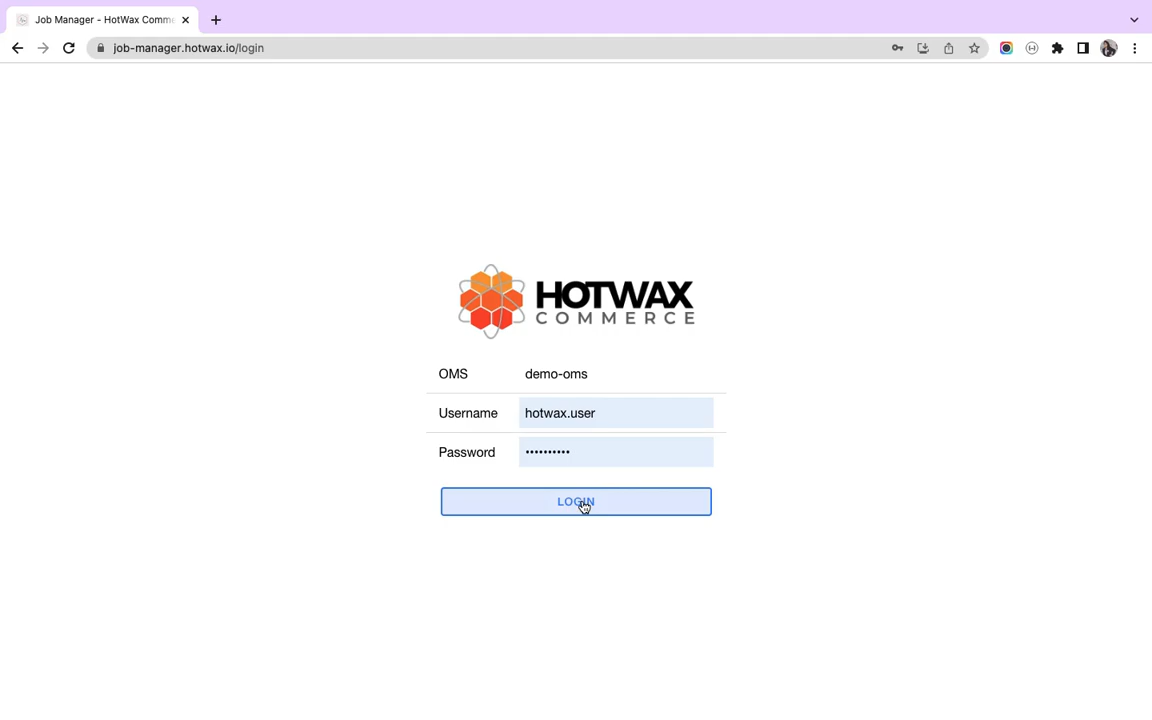 Job Manager - HotWax Comme
job-manager.hotwax.io/login
HOTWAX
COMMERCE
OMS demo-oms
Username hotwax.user
Password ••••••••••
LOGIN